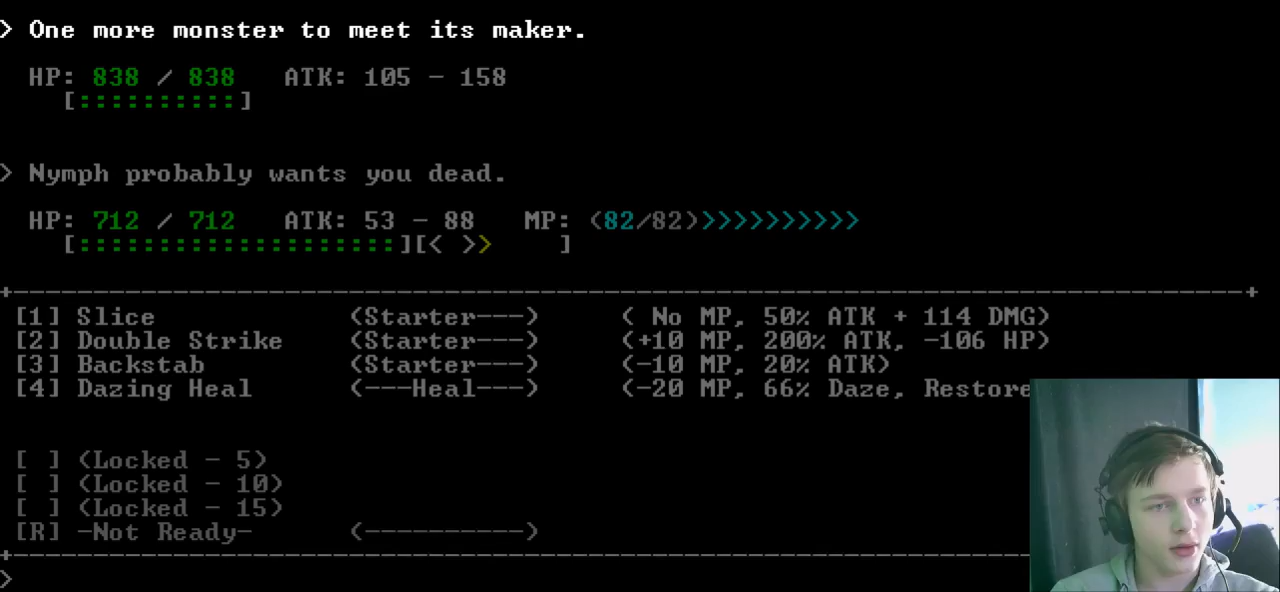 > One more monster to meet its maker.
HP: 838 / 838 ATK: 105 - 158
[::::::::::]
> Nymph probably wants you dead.
HP: 712 / 712 ATK: 53 - 88 MP: (82/82)>>>>>>>>>>
[::::::::::::::::::::][< >> ]
+------------------------------------------------------------------------------+
[1] Slice (Starter---) ( No MP, 50% ATK + 114 DMG)
[2] Double Strike (Starter---) (+10 MP, 200% ATK, -106 HP)
[3] Backstab (Starter---) (-10 MP, 20% ATK)
[4] Dazing Heal (---Heal---) (-20 MP, 66% Daze, Restore
[ ] (Locked - 5)
[ ] (Locked - 10)
[ ] (Locked - 15)
[R] -Not Ready- (----------)
+----------------------------------------------------------------
>